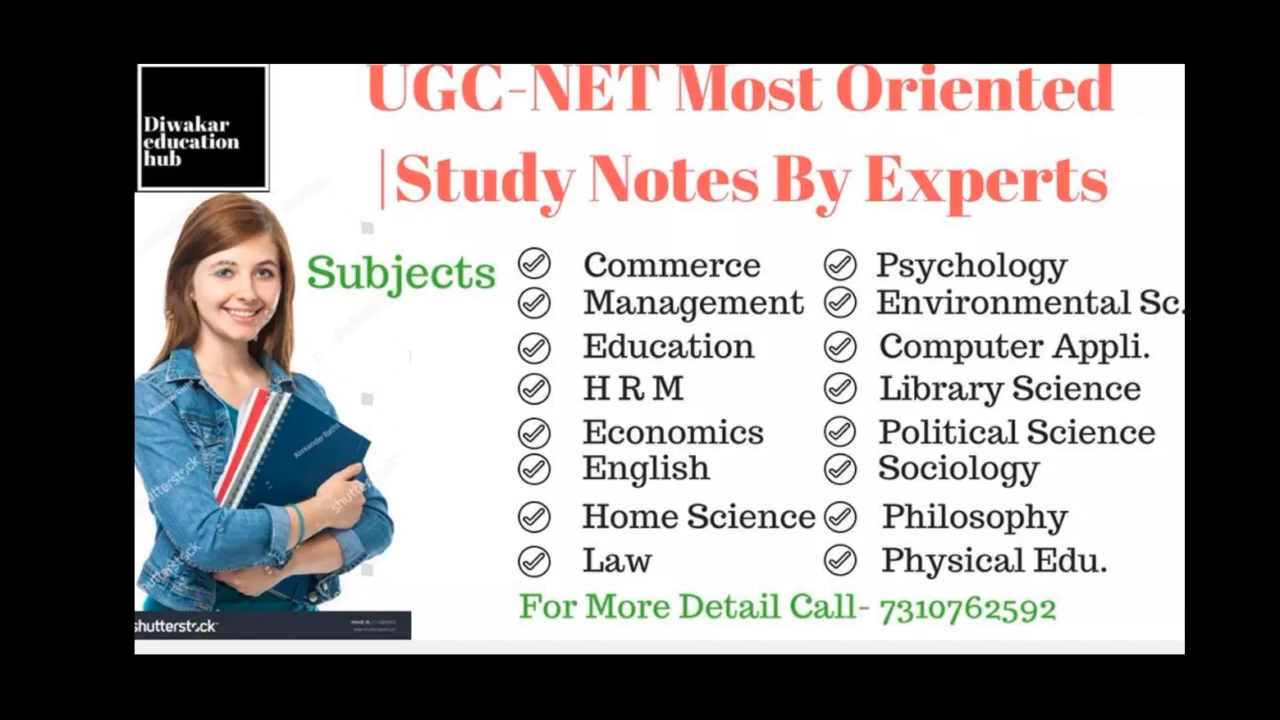 Diwakar
education
hub
UGC-NET Most Oriented
|Study Notes By Experts
Subjects
Commerce
Management
Education
H R M
Economics
English
Home Science
Law
Psychology
Environmental Sc.
Computer Appli.
Library Science
Political Science
Sociology
Philosophy
Physical Edu.
For More Detail Call- 7310762592
shutterstock